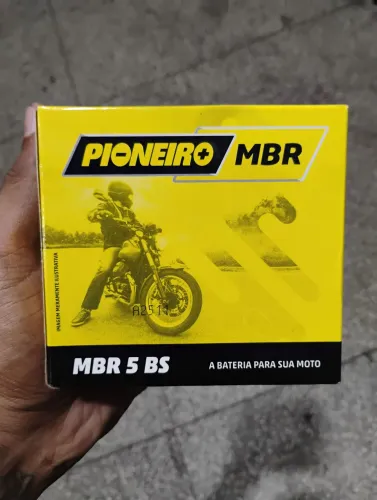 PIONEIRO MBR
IMAGEM MERAMENTE ILUSTRATIVA
A2511
MBR 5 BS
A BATERIA PARA SUA MOTO